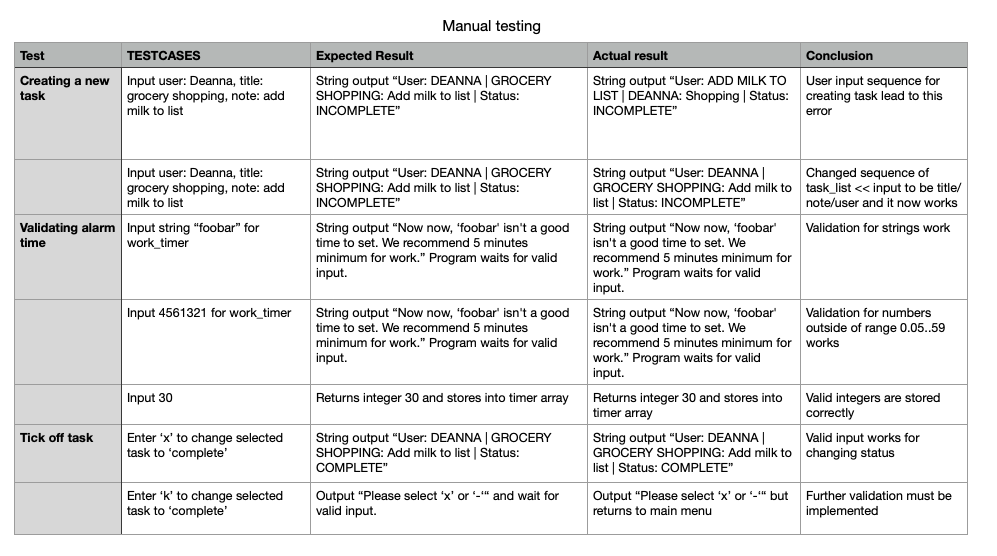 Manual testing
Test
TESTCASES
Expected Result
Actual result
Conclusion
Creating a new
task
Input user: Deanna, title:
grocery shopping, note: add
milk to list
String output “User: DEANNA | GROCERY
SHOPPING: Add milk to list | Status:
INCOMPLETE”
String output “User: ADD MILK TO
LIST | DEANNA: Shopping | Status:
INCOMPLETE”
User input sequence for
creating task lead to this
error
Input user: Deanna, title:
grocery shopping, note: add
milk to list
String output “User: DEANNA | GROCERY
SHOPPING: Add milk to list | Status:
INCOMPLETE”
String output “User: DEANNA |
GROCERY SHOPPING: Add milk to
list | Status: INCOMPLETE”
Changed sequence of
task_list << input to be title/
note/user and it now works
Validating alarm
time
Input string “foobar” for
work_timer
String output “Now now, ‘foobar' isn't a good
time to set. We recommend 5 minutes
minimum for work.” Program waits for valid
input.
String output “Now now, ‘foobar'
isn't a good time to set. We
recommend 5 minutes minimum for
work.” Program waits for valid
input.
Validation for strings work
Input 4561321 for work_timer
String output “Now now, ‘foobar' isn't a good
time to set. We recommend 5 minutes
minimum for work.” Program waits for valid
input.
String output “Now now, ‘foobar'
isn't a good time to set. We
recommend 5 minutes minimum for
work.” Program waits for valid
input.
Validation for numbers
outside of range 0.05..59
works
Input 30
Returns integer 30 and stores into timer array
Returns integer 30 and stores into
timer array
Valid integers are stored
correctly
Tick off task
Enter ‘x’ to change selected
task to ‘complete’
String output “User: DEANNA | GROCERY
SHOPPING: Add milk to list | Status:
COMPLETE”
String output “User: DEANNA |
GROCERY SHOPPING: Add milk to
list | Status: COMPLETE”
Valid input works for
changing status
Enter ‘k’ to change selected
task to ‘complete’
Output “Please select ‘x’ or ‘-‘“ and wait for
valid input.
Output “Please select ‘x’ or ‘-‘“ but
returns to main menu
Further validation must be
implemented